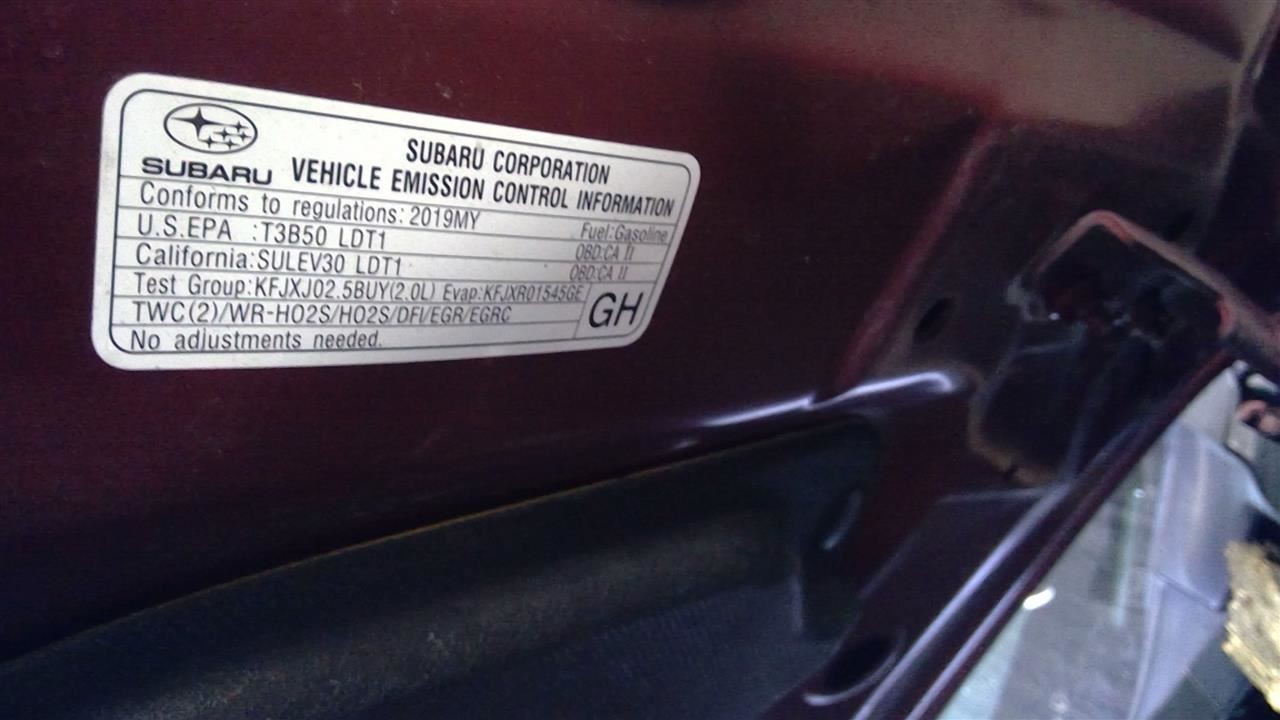 SUBARU
SUBARU CORPORATION
VEHICLE EMISSION CONTROL INFORMATION
Conforms to regulations: 2019MY
Fuel:Gasoline
U.S.EPA :T3B50 LDT1 OBD:CA II
California:SULEV30 LDT1 OBD:CA II
Test Group:KFJXJ02.5BUY(2.0L) Evap:KFJXR01545GE
TWC(2)/WR-HO2S/HO2S/DFI/EGR/EGRC
GH
No adjustments needed.